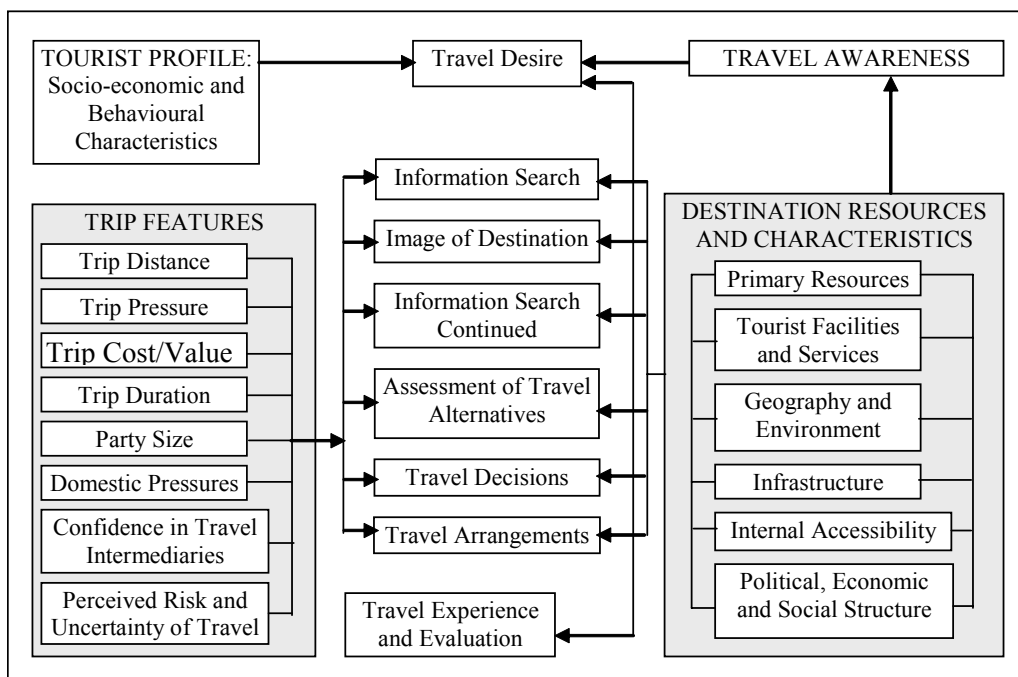 TOURIST PROFILE:
Socio-economic and
Behavioural
Characteristics
Travel Desire
TRAVEL AWARENESS
TRIP FEATURES
Trip Distance
Trip Pressure
Trip Cost/Value
Trip Duration
Party Size
Domestic Pressures
Confidence in Travel
Intermediaries
Perceived Risk and
Uncertainty of Travel
Information Search
Image of Destination
Information Search
Continued
Assessment of Travel
Alternatives
Travel Decisions
Travel Arrangements
Travel Experience
and Evaluation
DESTINATION RESOURCES
AND CHARACTERISTICS
Primary Resources
Tourist Facilities
and Services
Geography and
Environment
Infrastructure
Internal Accessibility
Political, Economic
and Social Structure